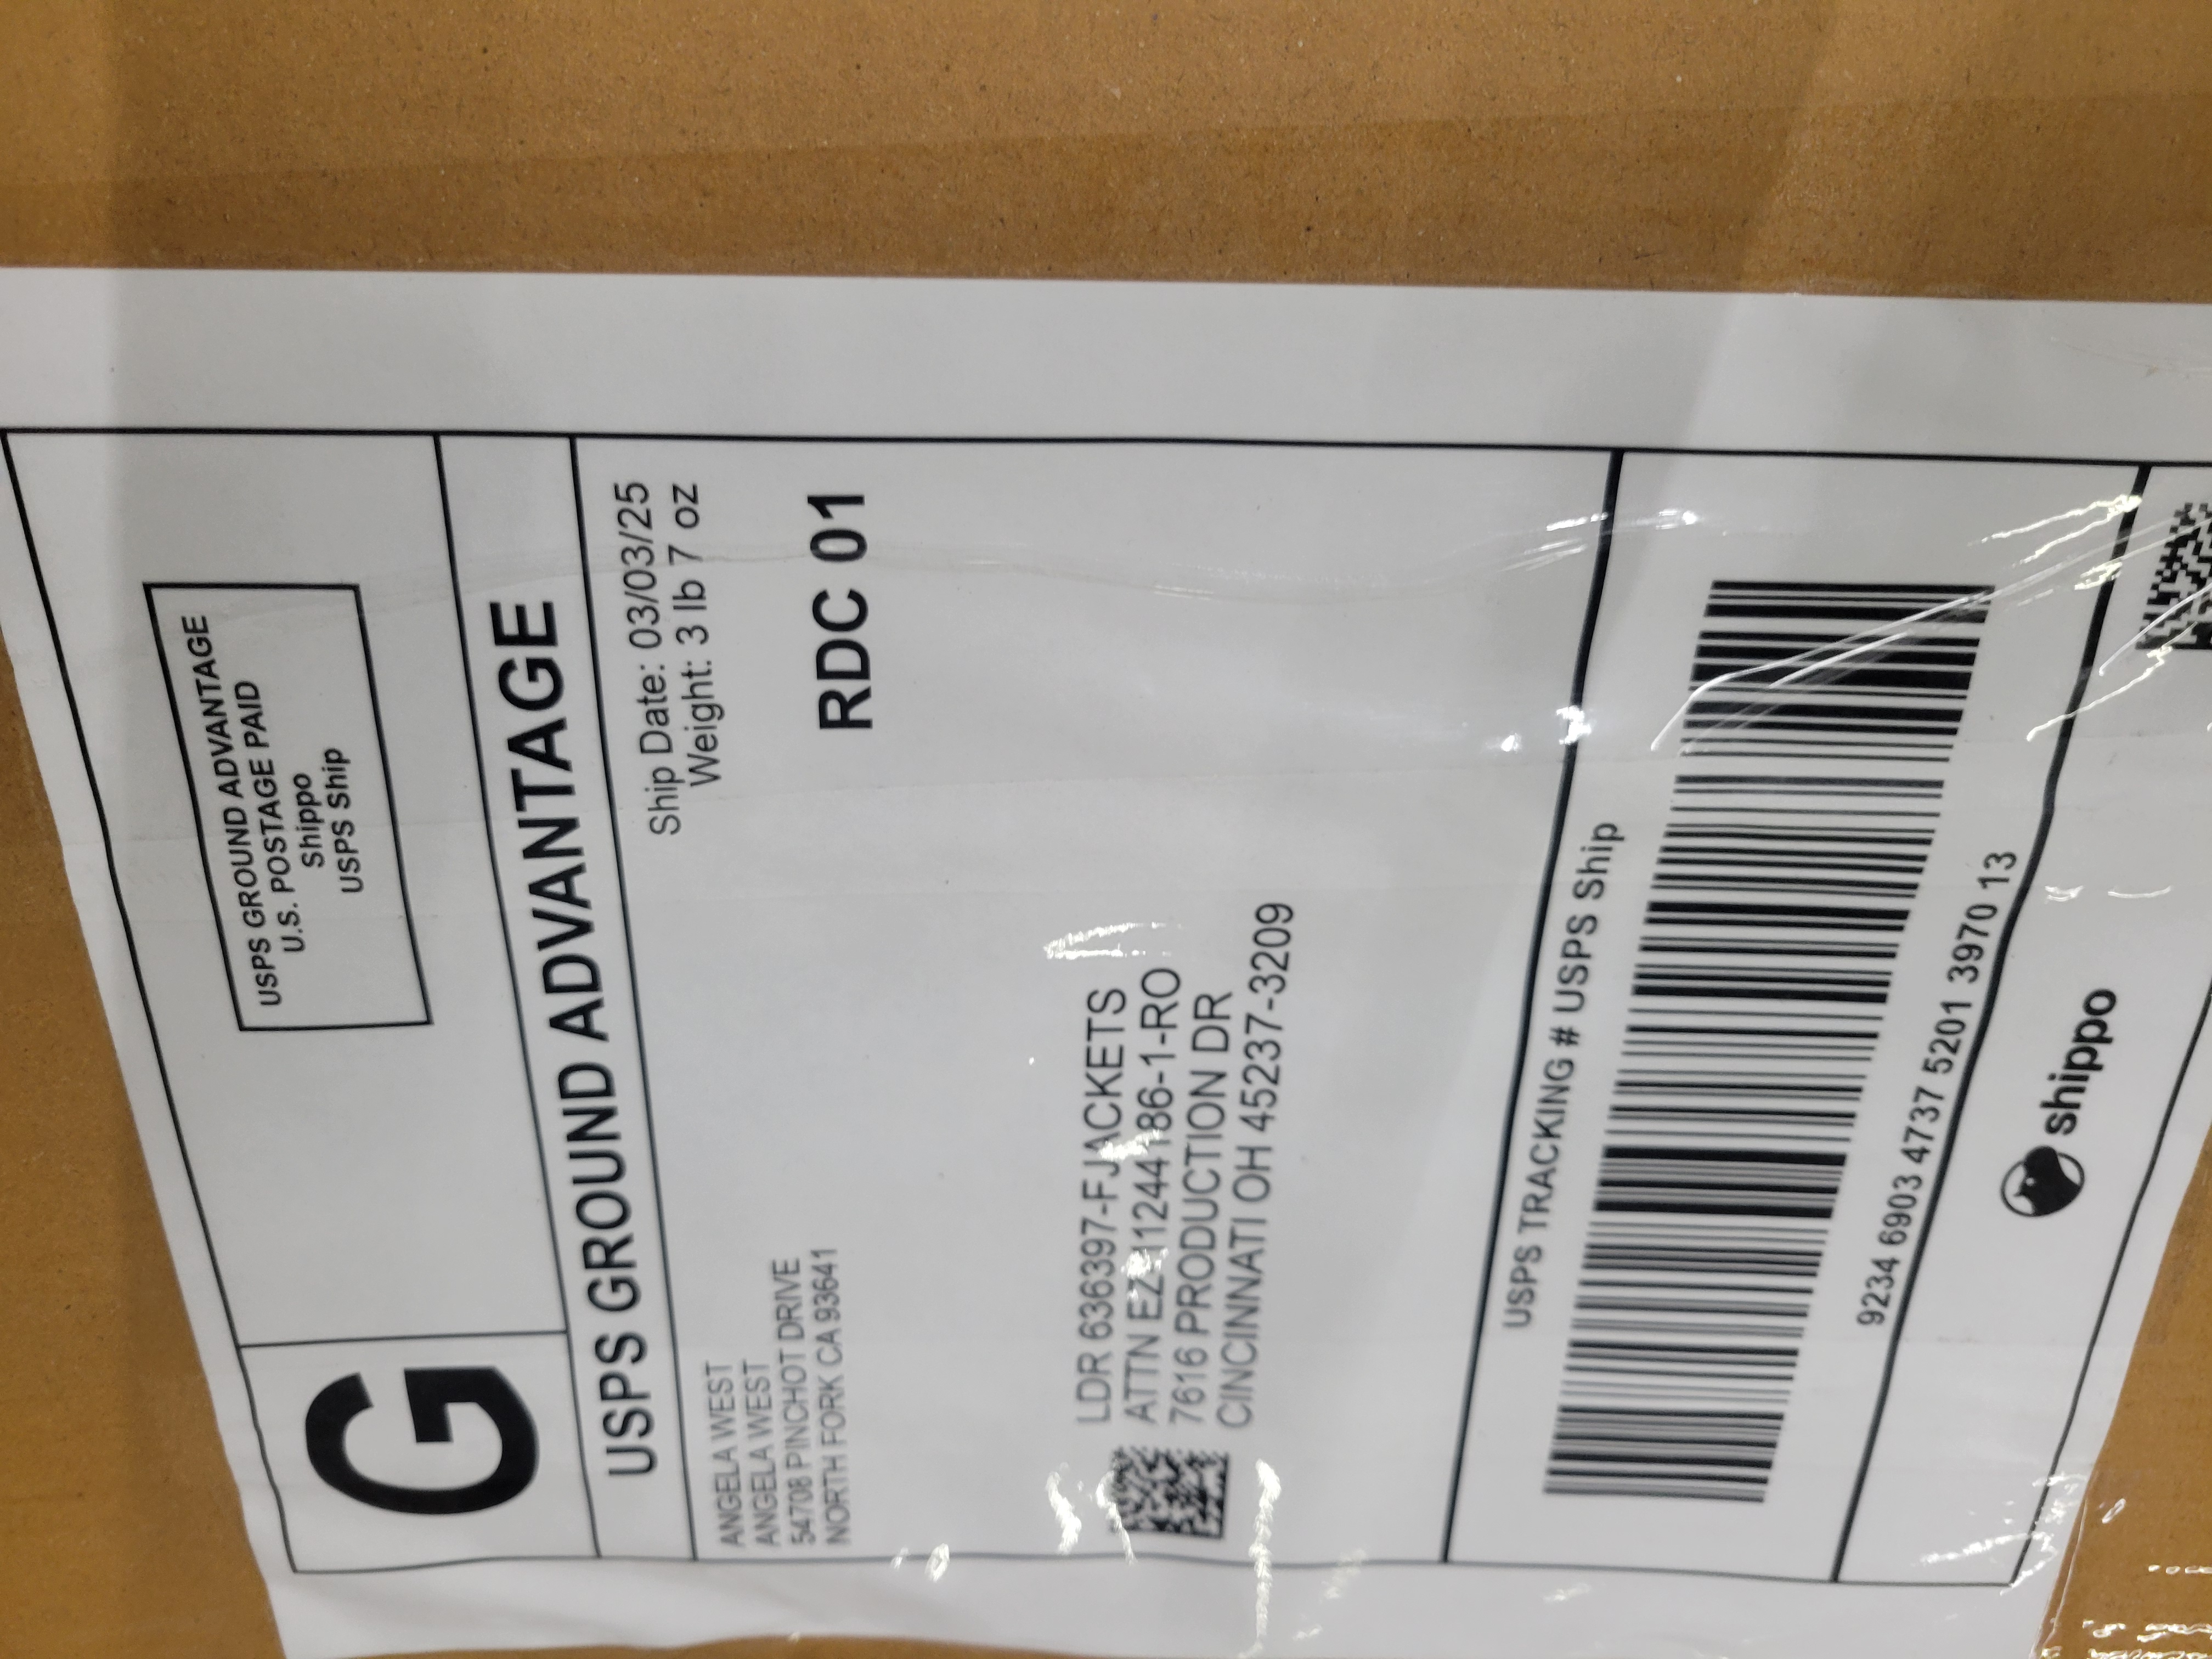 G
USPS GROUND ADVANTAGE
U.S. POSTAGE PAID
Shippo
USPS Ship
USPS GROUND ADVANTAGE
Ship Date: 03/03/25
Weight: 3 lb 7 oz
RDC 01
ANGELA WEST
ANGELA WEST
54708 PINCHOT DRIVE
NORTH FORK CA 93641
LDR 636397-FJACKETS
ATTN 
7616 PRODUCTION DR
CINCINNATI OH 45237-3209
USPS TRACKING # USPS Ship
9234 6903 4737 5201 3970 13
shippo